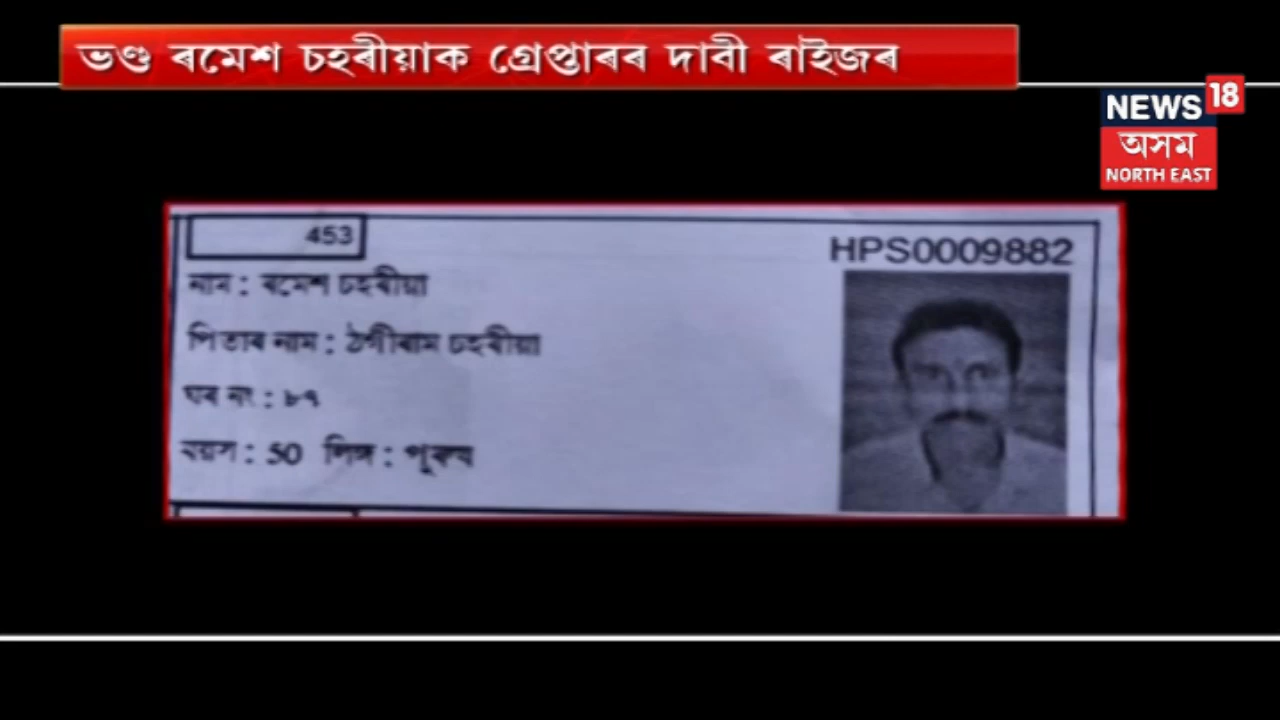 ভণ্ড ৰমেশ চহৰীয়াক গ্ৰেপ্তাৰৰ দাবী ৰাইজৰ
NEWS 18
অসম
NORTH EAST
453
HPS0009882
নাম : ৰমেশ চহৰীয়া
পিতাৰ নাম : ঠগীৰাম চহৰীয়া
ঘৰ নং : ৮৭
বয়স : 50 লিঙ্গ : পুৰুষ